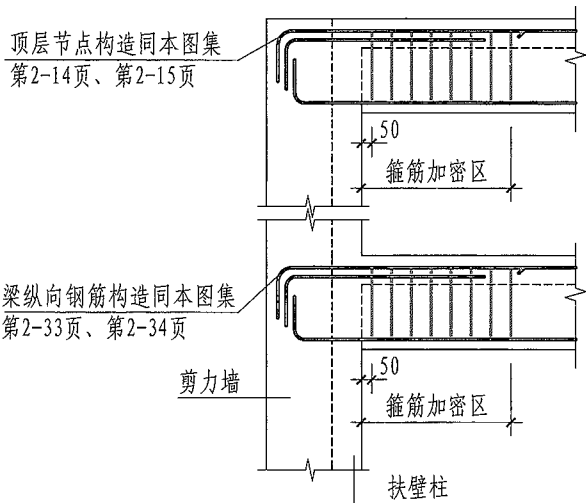 顶层节点构造同本图集
第2-14页、第2-15页
50
箍筋加密区
梁纵向钢筋构造同本图集
第2-33页、第2-34页
50
剪力墙
箍筋加密区
扶壁柱